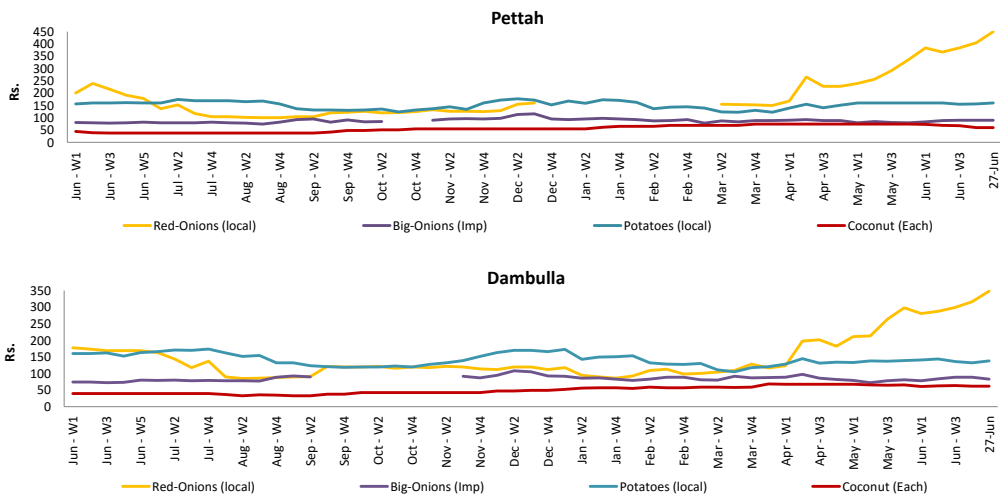 Pettah
450
400
350
300
250
200
150
100
50
0
Rs.
Jun - W1
Jun - W3
Jun - W5
Jul - W2
Jul - W4
Aug - W2
Aug - W4
Sep - W2
Sep - W4
Oct - W2
Oct - W4
Nov - W2
Nov - W4
Dec - W2
Dec - W4
Jan - W2
Jan - W4
Feb - W2
Feb - W4
Mar - W2
Mar - W4
Apr - W1
Apr - W3
May - W1
May - W3
Jun - W1
Jun - W3
27-Jun
Red-Onions (local) Big-Onions (Imp) Potatoes (local) Coconut (Each)
Dambulla
350
300
250
200
150
100
50
0
Rs.
Jun - W1
Jun - W3
Jun - W5
Jul - W2
Jul - W4
Aug - W2
Aug - W4
Sep - W2
Sep - W4
Oct - W2
Oct - W4
Nov - W2
Nov - W4
Dec - W2
Dec - W4
Jan - W2
Jan - W4
Feb - W2
Feb - W4
Mar - W2
Mar - W4
Apr - W1
Apr - W3
May - W1
May - W3
Jun - W1
Jun - W3
27-Jun
Red-Onions (local) Big-Onions (Imp) Potatoes (local) Coconut (Each)